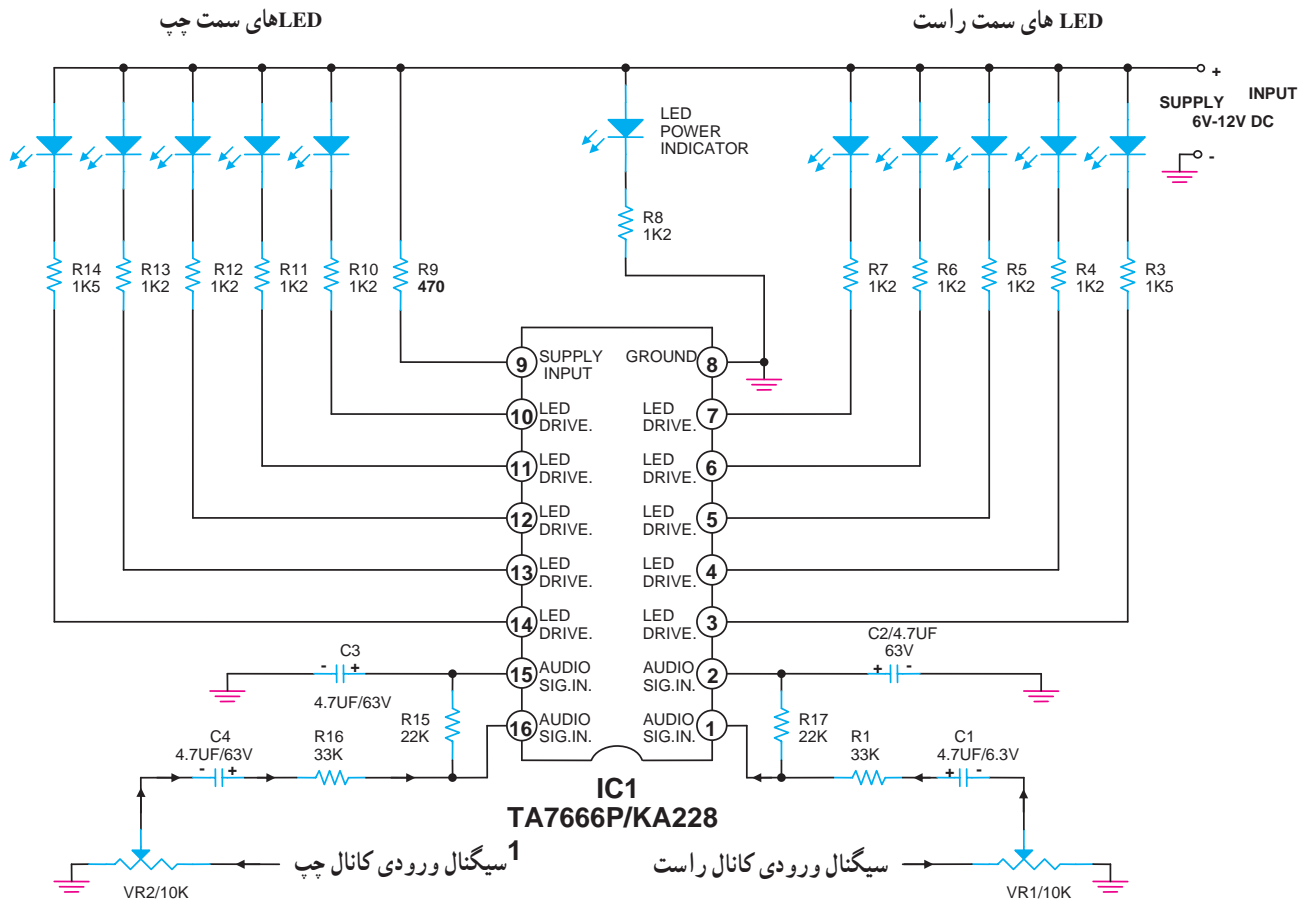 LEDهای سمت چپ
LED های سمت راست
+
INPUT
SUPPLY
6V-12V DC
-
LED
POWER
INDICATOR
R8
1K2
R14
1K5
R13
1K2
R12
1K2
R11
1K2
R10
1K2
R9
470
R7
1K2
R6
1K2
R5
1K2
R4
1K2
R3
1K5
9
SUPPLY
INPUT
GROUND
8
10
LED
DRIVE.
LED
DRIVE.
7
11
LED
DRIVE.
LED
DRIVE.
6
12
LED
DRIVE.
LED
DRIVE.
5
13
LED
DRIVE.
LED
DRIVE.
4
14
LED
DRIVE.
LED
DRIVE.
3
15
AUDIO
SIG.IN.
AUDIO
SIG.IN.
2
16
AUDIO
SIG.IN.
AUDIO
SIG.IN.
1
C3
- +
4.7UF/63V
C2/4.7UF
63V
+ -
R15
22K
R17
22K
C4
4.7UF/63V
- +
R16
33K
R1
33K
C1
4.7UF/6.3V
+ -
IC1
TA7666P/KA228
1سیگنال ورودی کانال چپ
سیگنال ورودی کانال راست
VR2/10K
VR1/10K